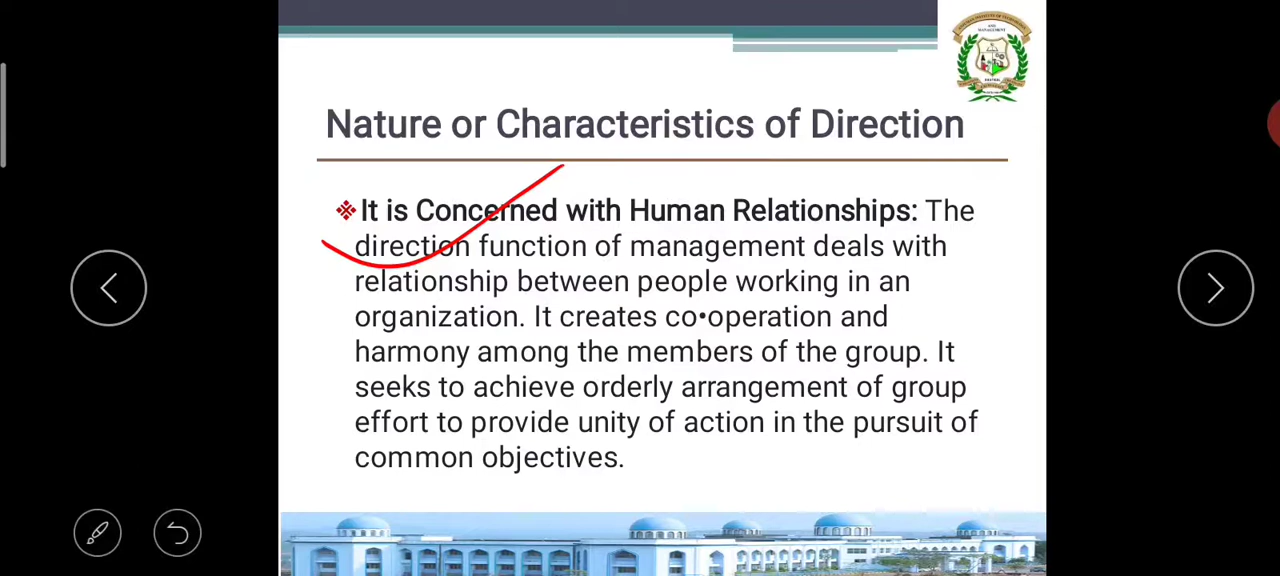 Nature or Characteristics of Direction
It is Concerned with Human Relationships: The
direction function of management deals with
relationship between people working in an
organization. It creates co•operation and
harmony among the members of the group. It
seeks to achieve orderly arrangement of group
effort to provide unity of action in the pursuit of
common objectives.